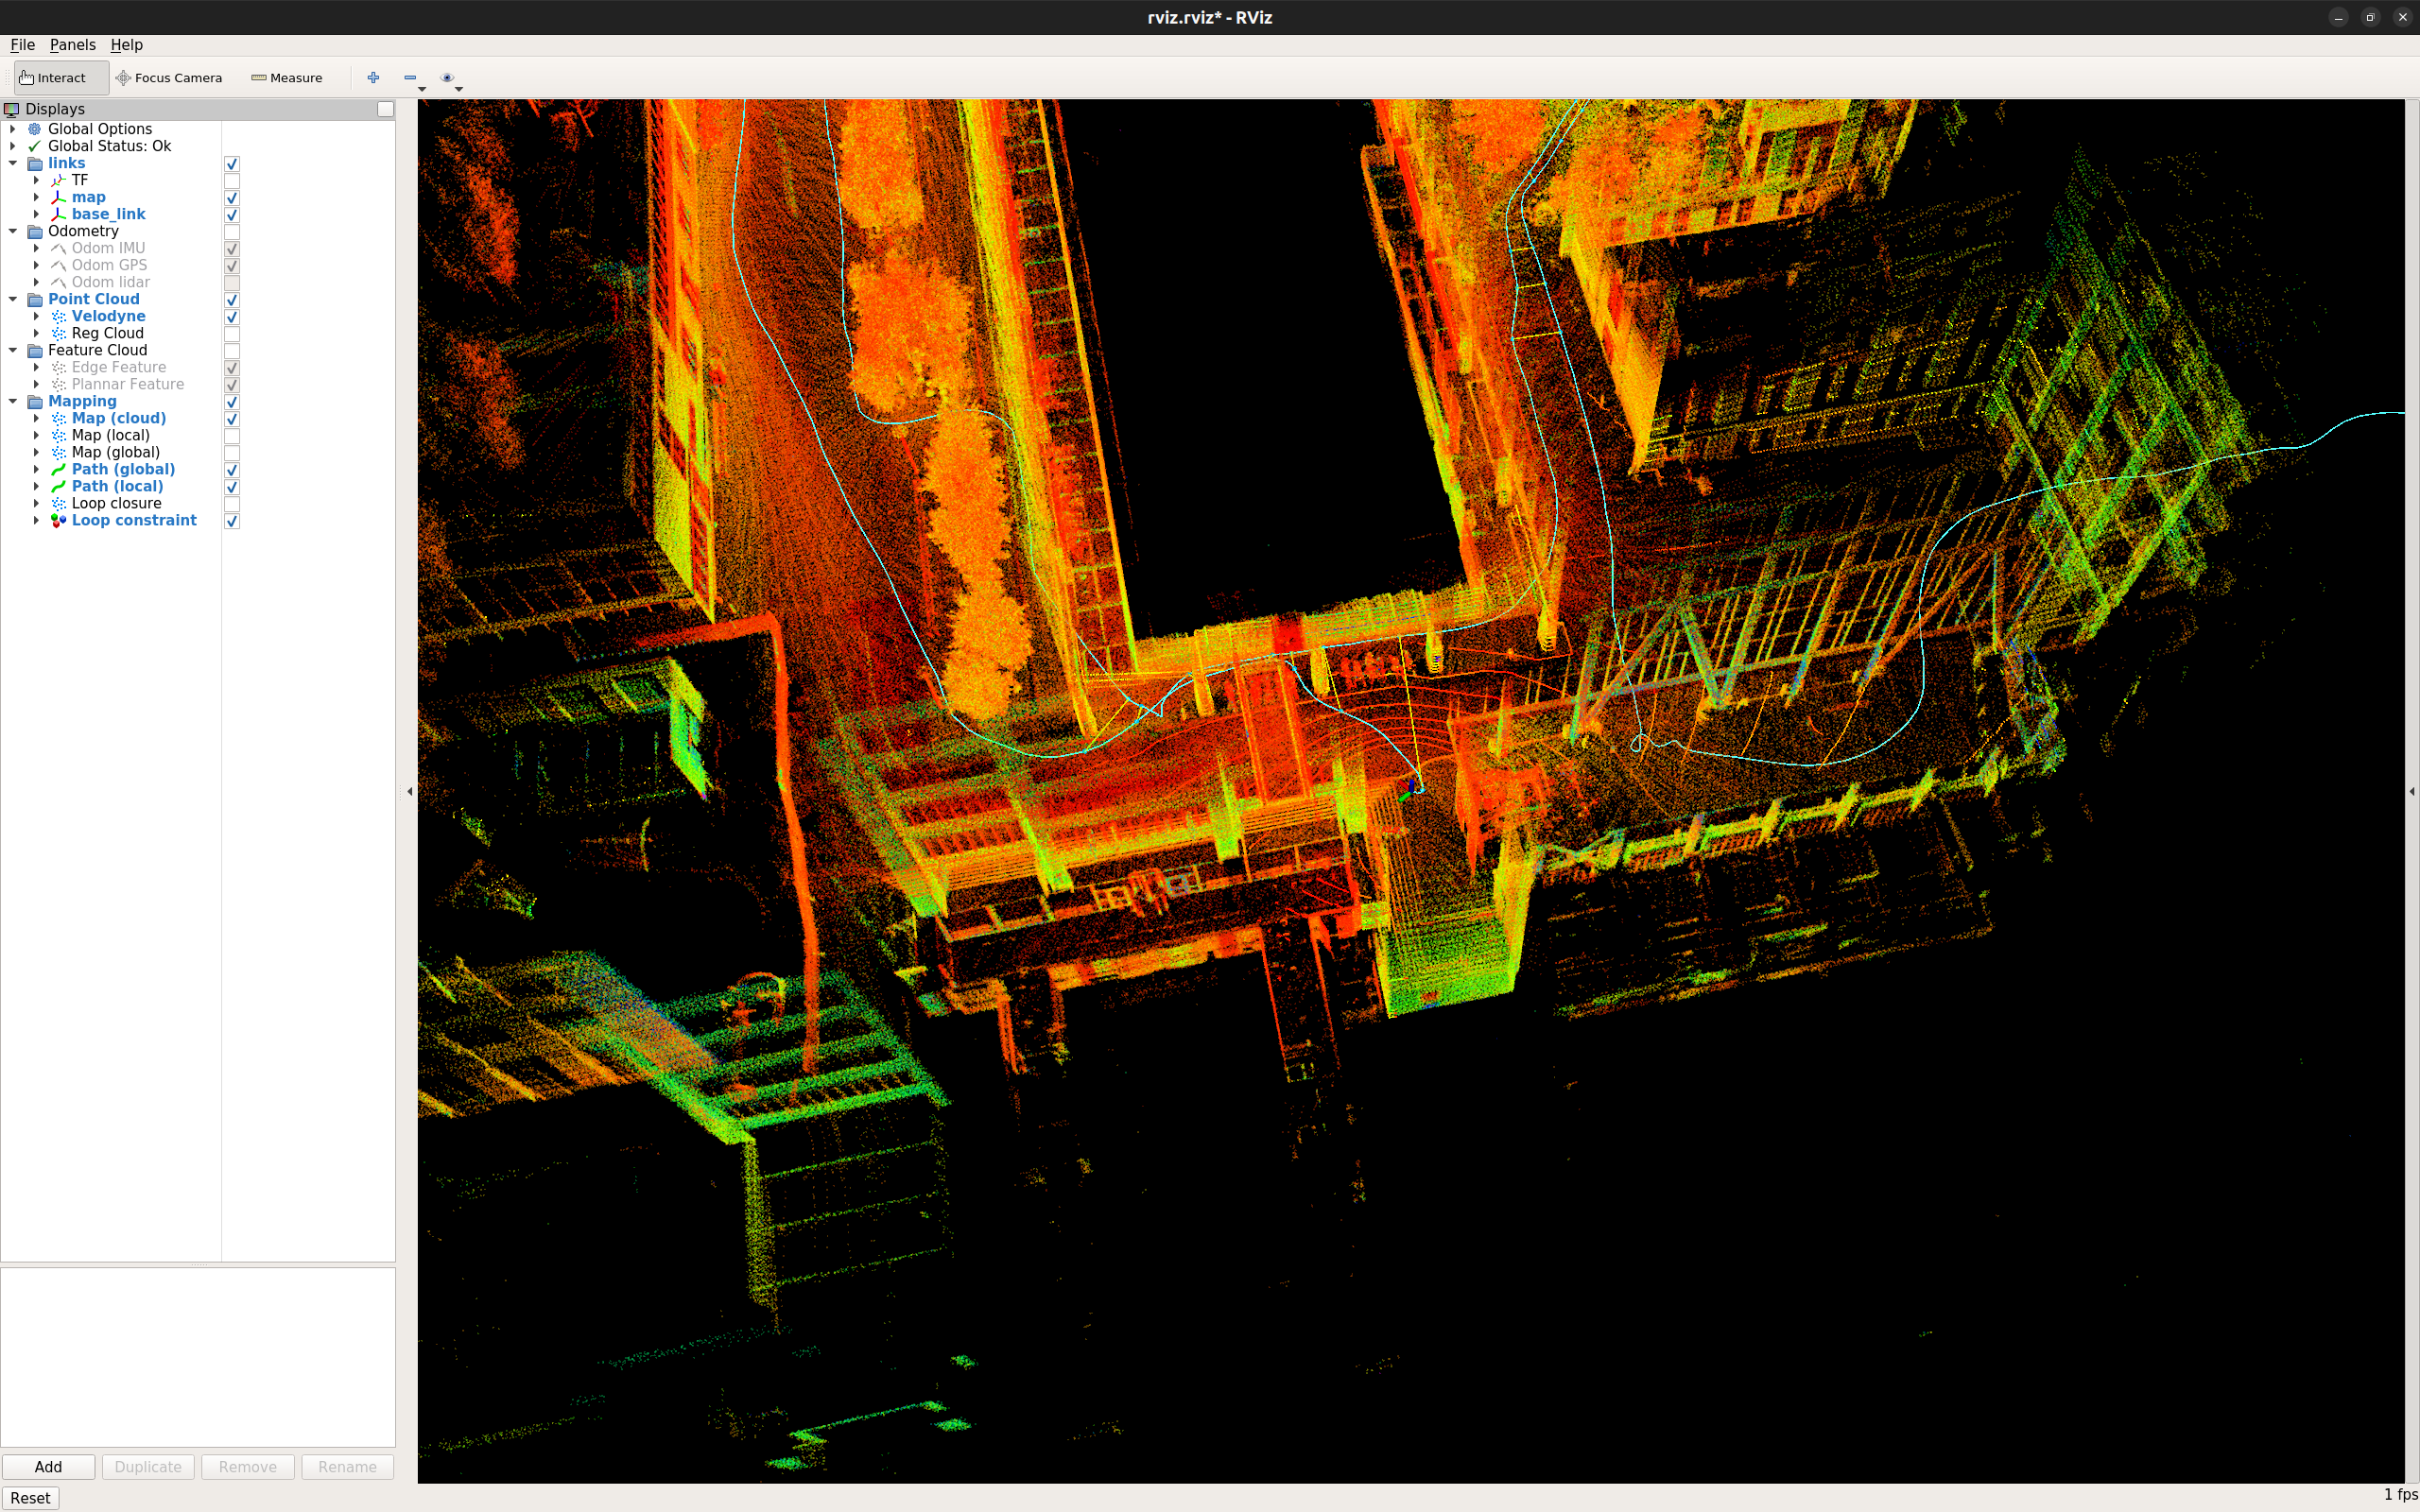 rviz.rviz* - RViz
File Panels Help
Interact Focus Camera Measure
Displays
Global Options
Global Status: Ok
links
TF
map
base_link
Odometry
Odom IMU
Odom GPS
Odom lidar
Point Cloud
Velodyne
Reg Cloud
Feature Cloud
Edge Feature
Plannar Feature
Mapping
Map (cloud)
Map (local)
Map (global)
Path (global)
Path (local)
Loop closure
Loop constraint
Add Duplicate Remove Rename
Reset 1 fps